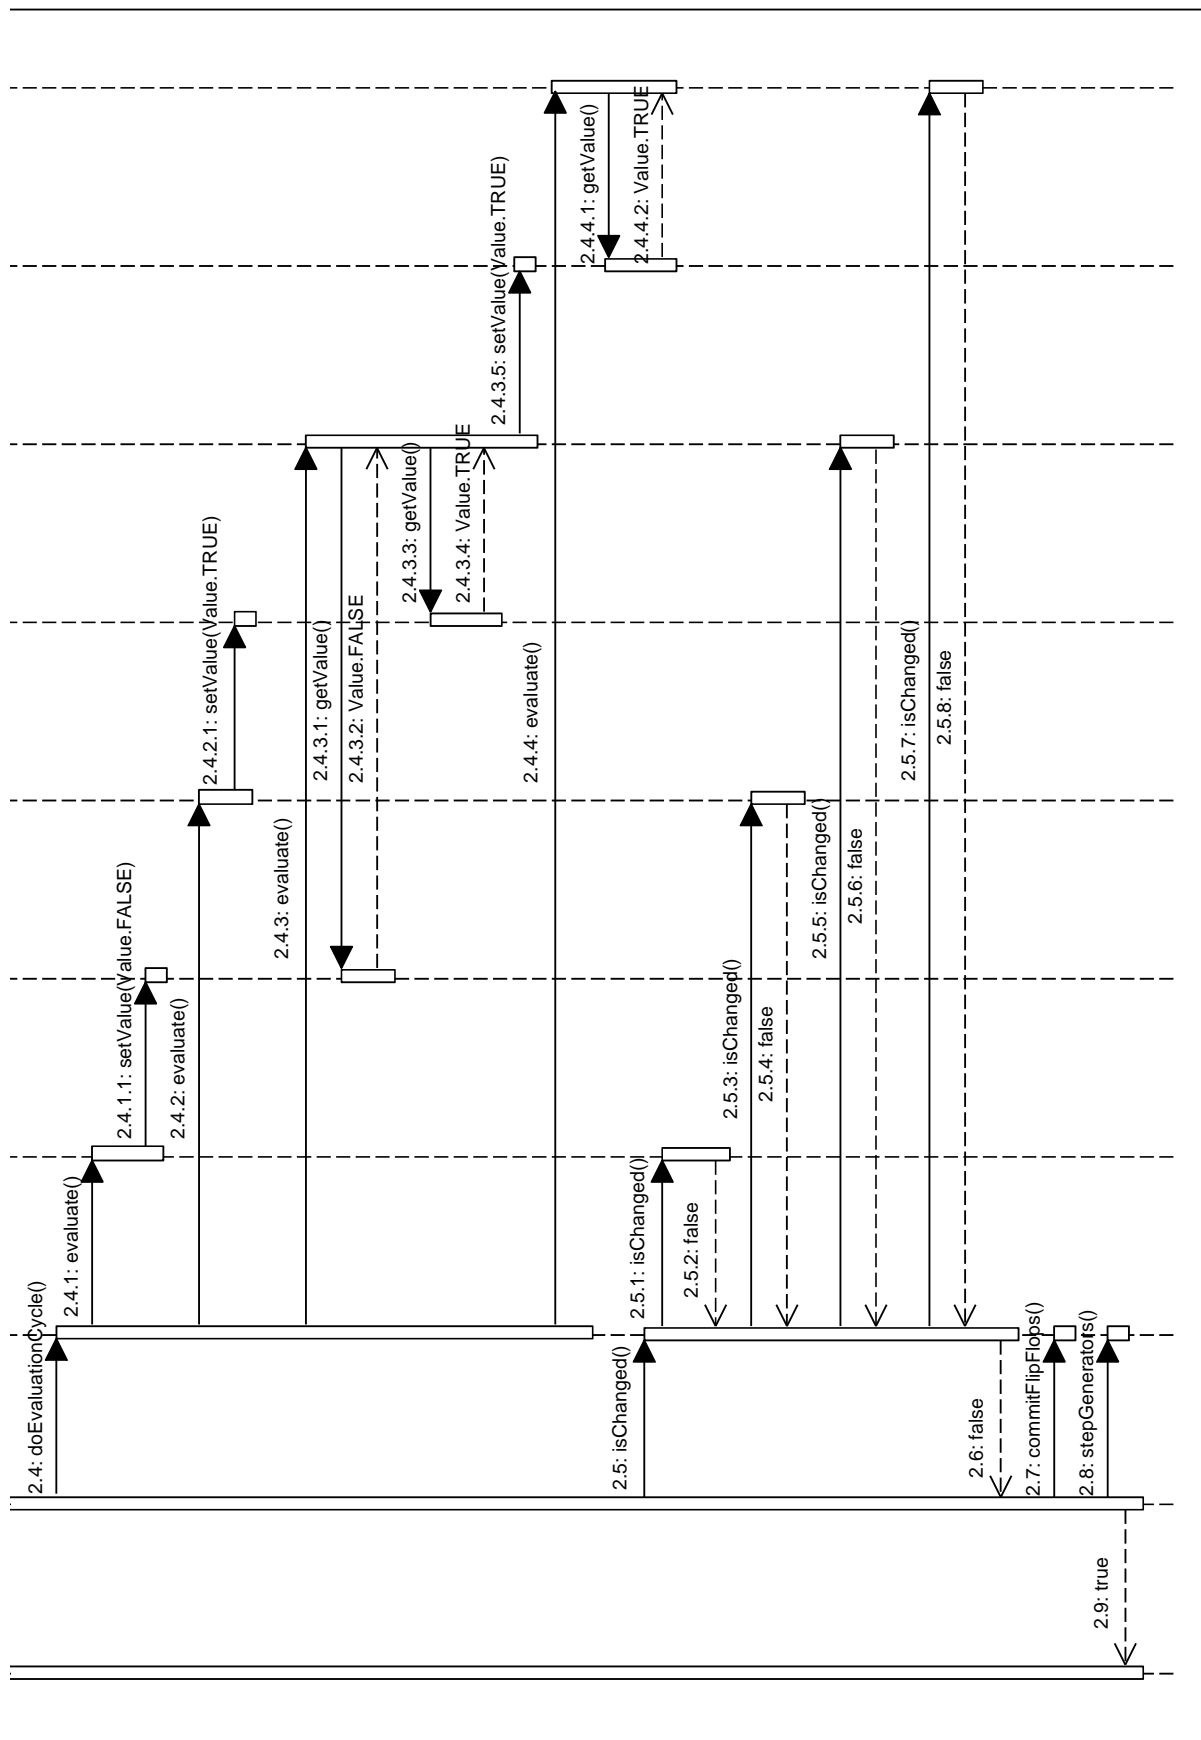 2.4: doEvaluationCycle()
2.4.1: evaluate()
2.4.1.1: setValue(Value.FALSE)
2.4.2: evaluate()
2.4.2.1: setValue(Value.TRUE)
2.4.3: evaluate()
2.4.3.1: getValue()
2.4.3.2: Value.FALSE
2.4.3.3: getValue()
2.4.3.4: Value.TRUE
2.4.3.5: setValue(Value.TRUE)
2.4.4: evaluate()
2.4.4.1: getValue()
2.4.4.2: Value.TRUE
2.5: isChanged()
2.5.1: isChanged()
2.5.2: false
2.5.3: isChanged()
2.5.4: false
2.5.5: isChanged()
2.5.6: false
2.5.7: isChanged()
2.5.8: false
2.6: false
2.7: commitFlipFlops()
2.8: stepGenerators()
2.9: true